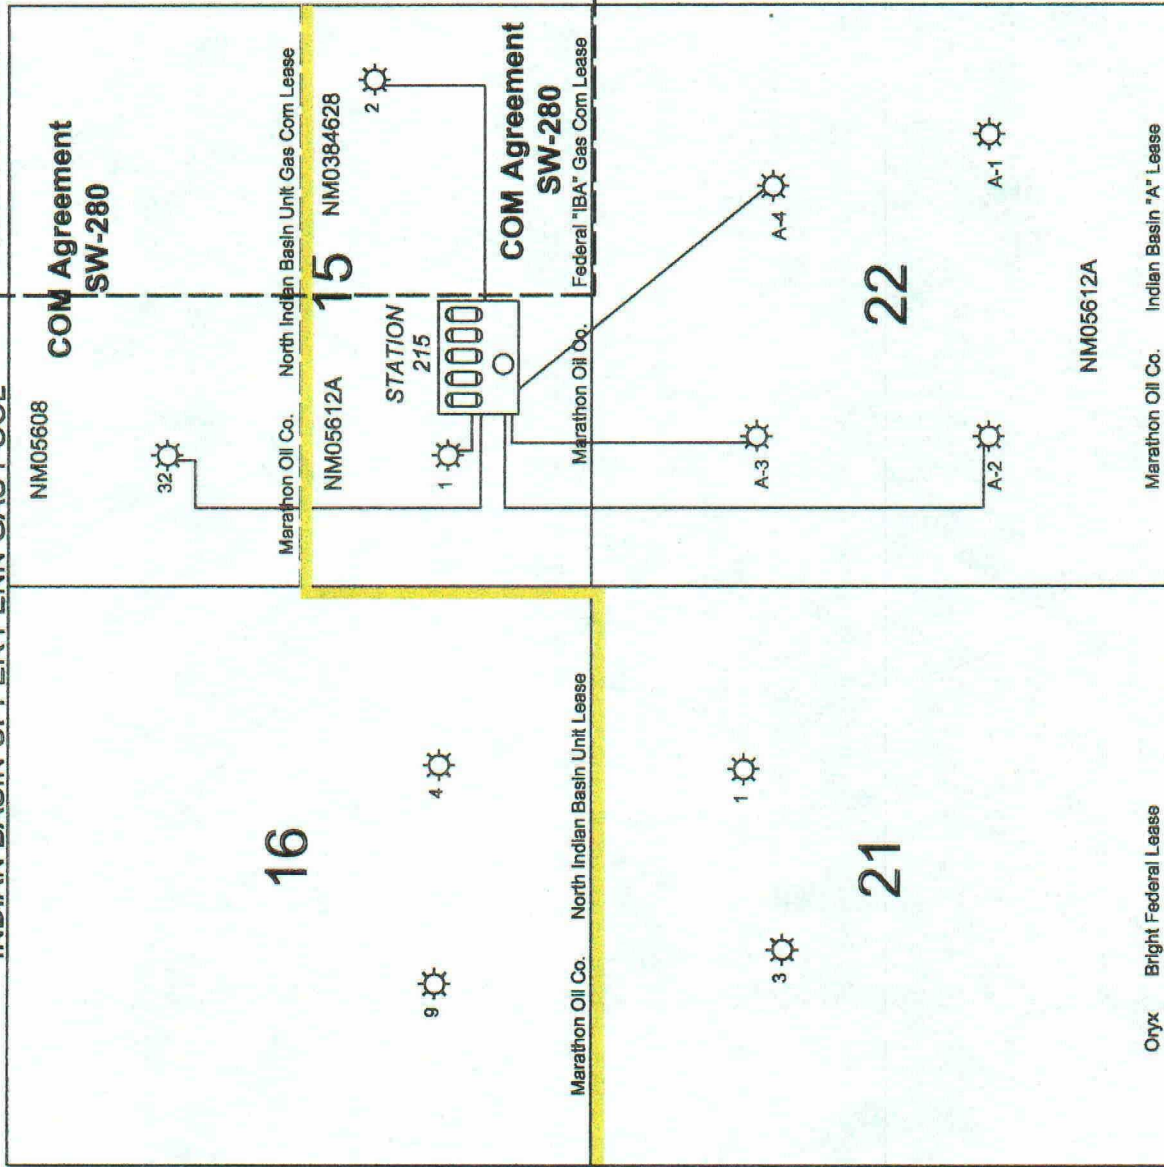 INDIAN BASIN UPPER PENN GAS POOL
NM05608
COM Agreement
SW-280
32
Marathon Oil Co. North Indian Basin Unit Gas Com Lease
16
9
4
Marathon Oil Co. North Indian Basin Unit Lease
15
NM05612A
NM0384628
2
STATION
215
1
COM Agreement
SW-280
Marathon Oil Co. Federal "IBA" Gas Com Lease
21
3
1
Oryx Bright Federal Lease
22
A-3
A-4
A-2
A-1
NM05612A
Marathon Oil Co. Indian Basin "A" Lease